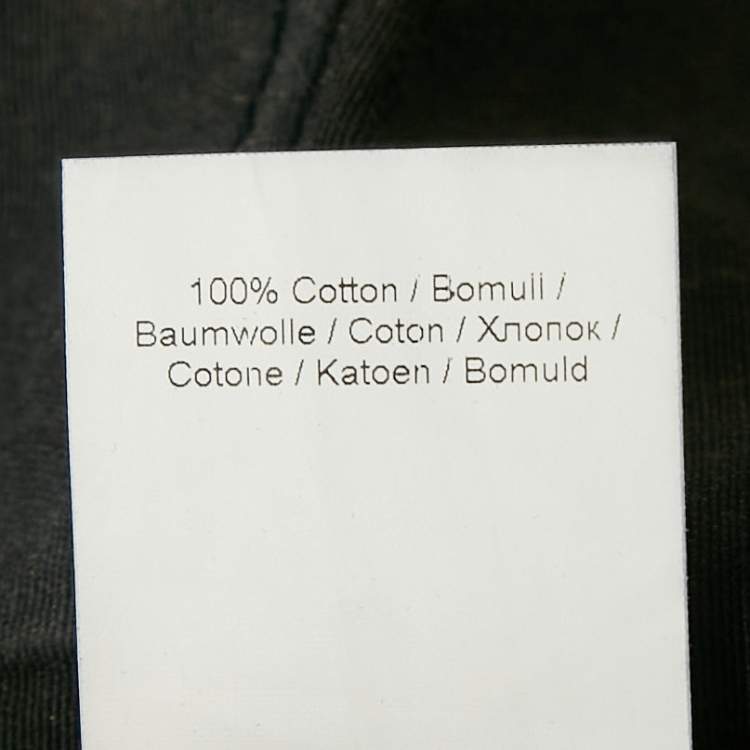 100% Cotton / Bomull /
Baumwolle / Coton / Хлопок /
Cotone / Katoen / Bomuld